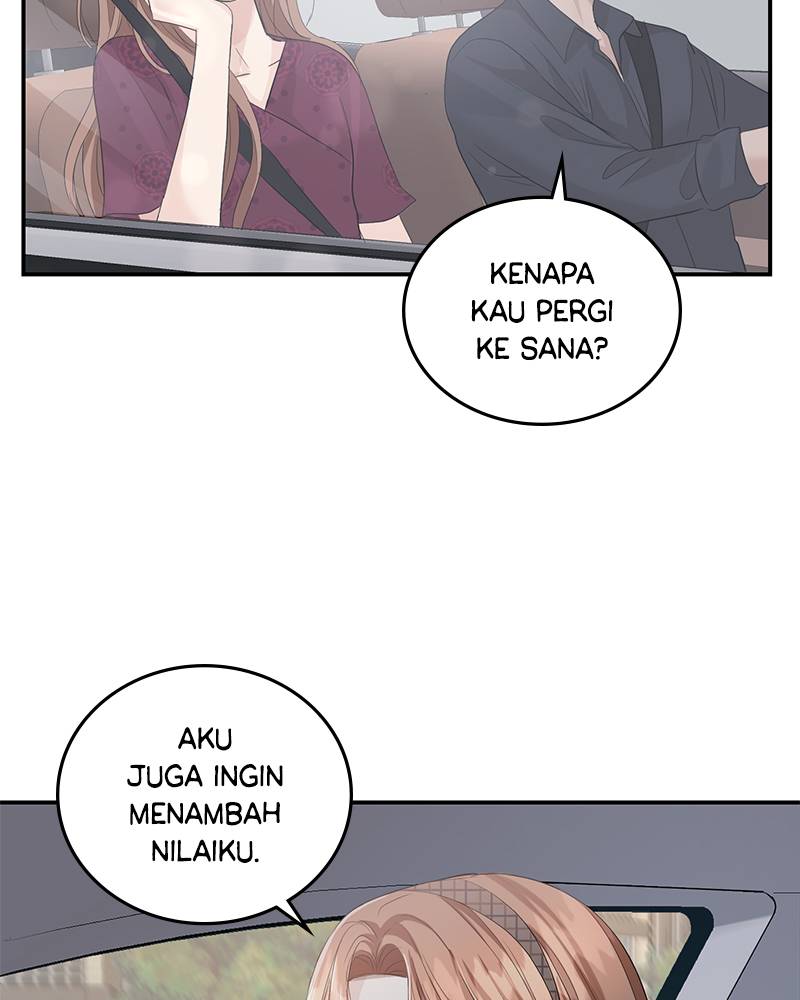 KENAPA
KAU PERGI
KE SANA?
AKU
JUGA INGIN
MENAMBAH
NILAIKU.